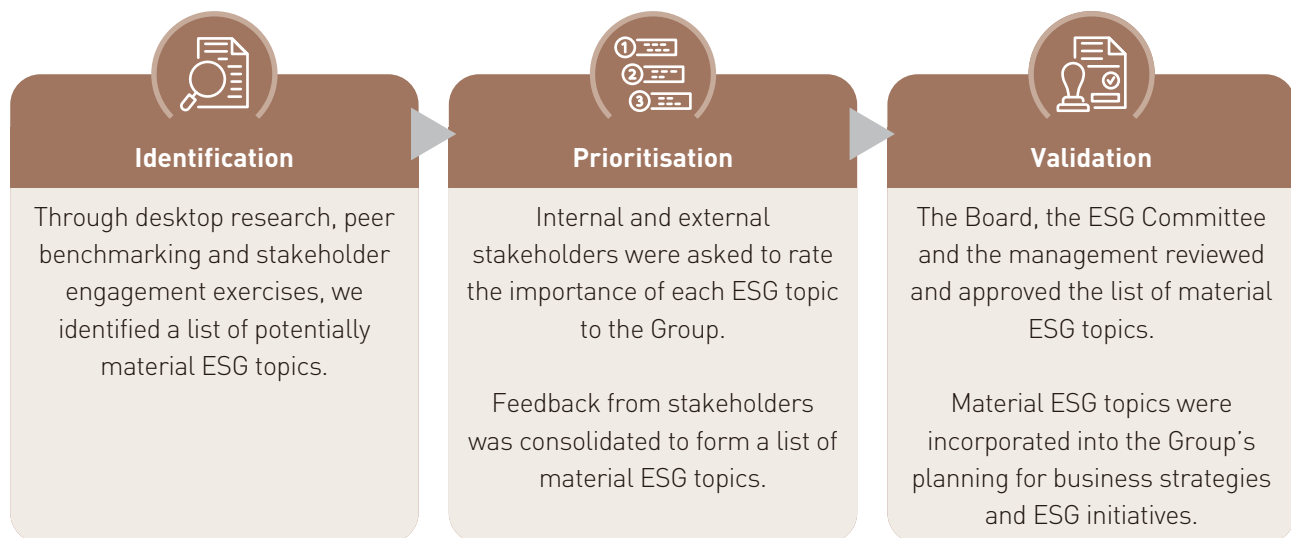 Identification
Through desktop research, peer
benchmarking and stakeholder
engagement exercises, we
identified a list of potentially
material ESG topics.
1
2
3
Prioritisation
Internal and external
stakeholders were asked to rate
the importance of each ESG topic
to the Group.
Feedback from stakeholders
was consolidated to form a list of
material ESG topics.
Validation
The Board, the ESG Committee
and the management reviewed
and approved the list of material
ESG topics.
Material ESG topics were
incorporated into the Group’s
planning for business strategies
and ESG initiatives.